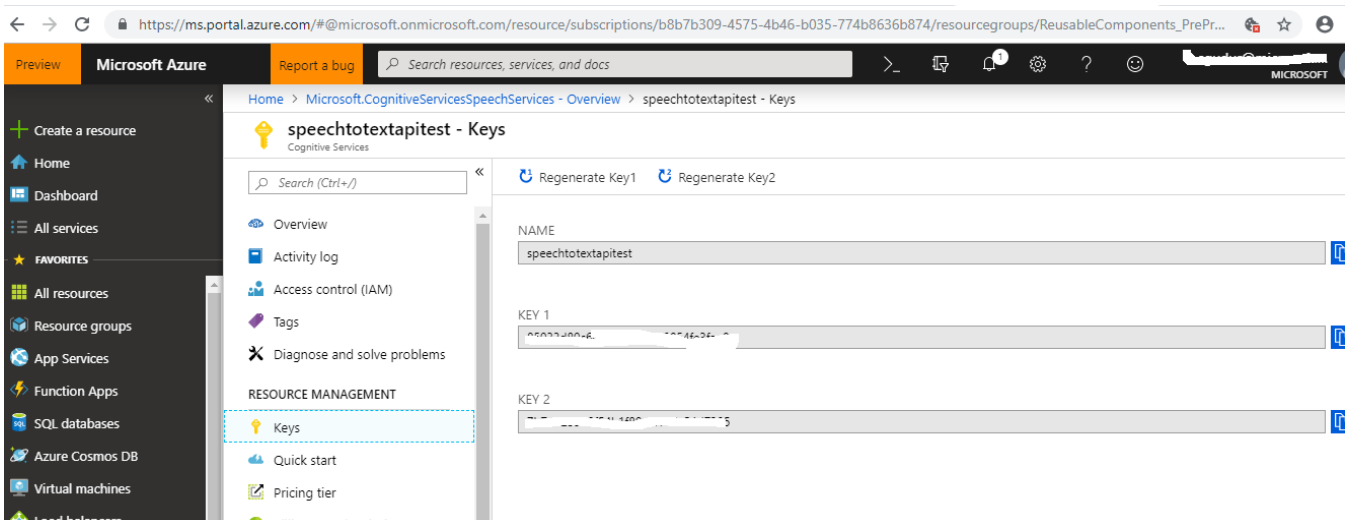 https://ms.portal.azure.com/#@microsoft.onmicrosoft.com/resource/subscriptions/b8b7b309-4575-4b46-b035-774b8636b874/resourcegroups/ReusableComponents_PrePr...
Preview Microsoft Azure Report a bug Search resources, services, and docs 1
MICROSOFT
Home > Microsoft.CognitiveServicesSpeechServices - Overview > speechtotextapitest - Keys
speechtotextapitest - Keys
Cognitive Services
Create a resource
Home
Dashboard
All services
FAVORITES
All resources
Resource groups
App Services
Function Apps
SQL databases
Azure Cosmos DB
Virtual machines
Load balancers
Search (Ctrl+/)
Overview
Activity log
Access control (IAM)
Tags
Diagnose and solve problems
RESOURCE MANAGEMENT
Keys
Quick start
Pricing tier
Regenerate Key1 Regenerate Key2
NAME
speechtotextapitest
KEY 1
KEY 2